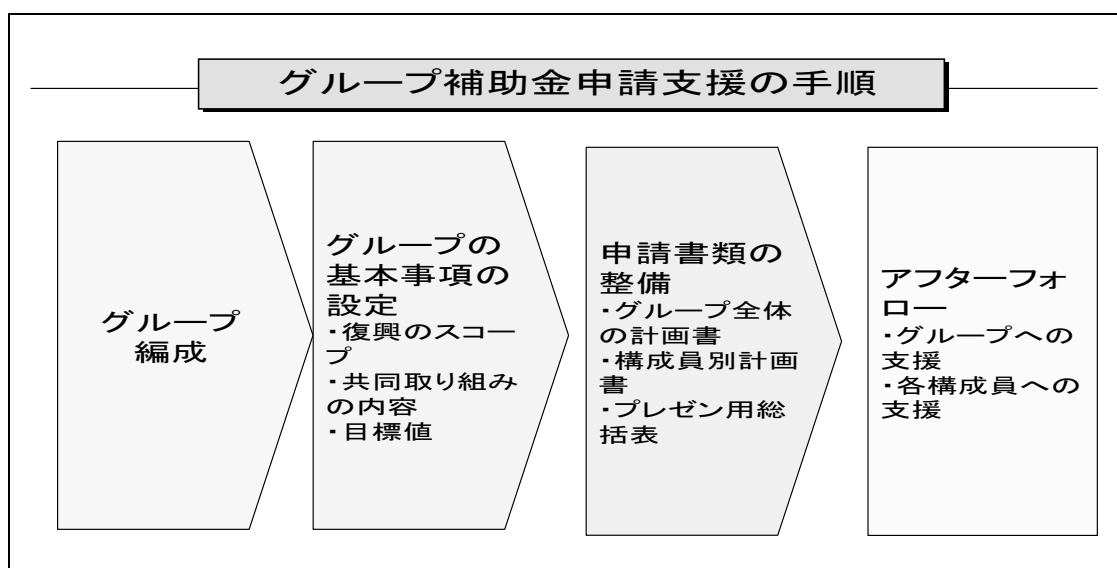 グループ補助金申請支援の手順
グループ
編成
グループの
基本事項の
設定
・復興のスコー
プ
・共同取り組み
の内容
・目標値
申請書類の
整備
・グループ全体
の計画書
・構成員別計画
書
・プレゼン用総
括表
アフターフォ
ロー
・グループへの
支援
・各構成員への
支援